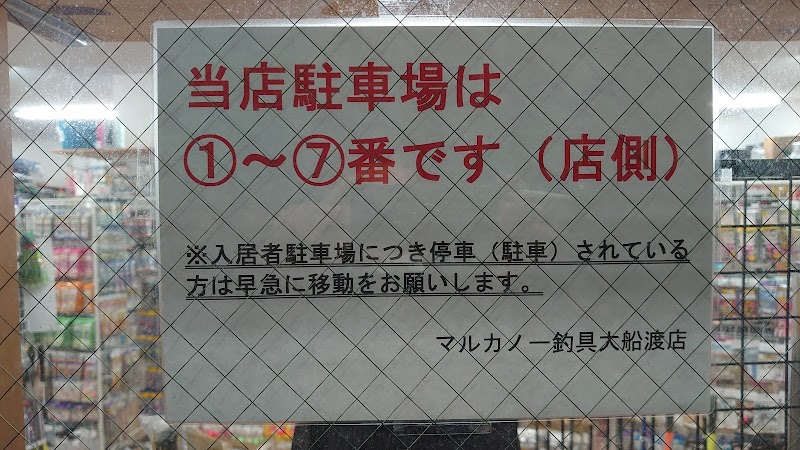 当店駐車場は
①～⑦番です（店側）
※入居者駐車場につき停車（駐車）されている
方は早急に移動をお願いします。
マルカノー釣具大船渡店